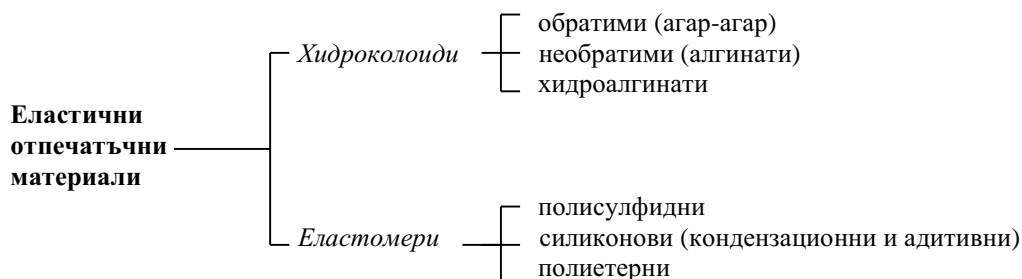 обратими (агар-агар)
Хидроколоиди
необратими (алгинати)
хидроалгинати
Еластични
отпечатъчни
материали
полисулфидни
Еластомери
силиконови (кондензационни и адитивни)
полиетерни